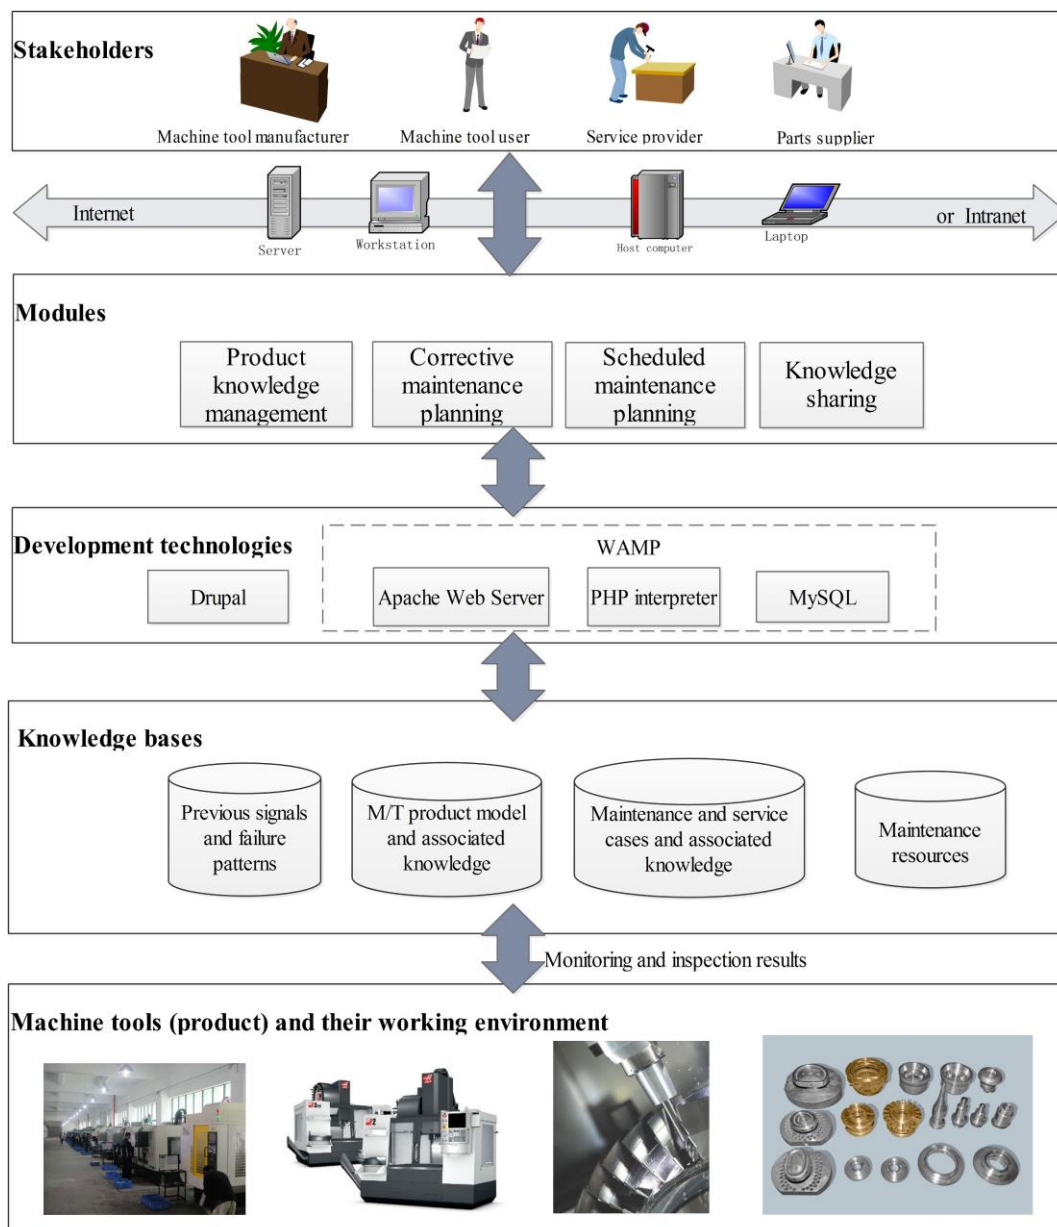 Stakeholders
Machine tool manufacturer
Machine tool user
Service provider
Parts supplier
Internet
or Intranet
Server
Workstation
Host computer
Laptop
Modules
Product
knowledge
management
Corrective
maintenance
planning
Scheduled
maintenance
planning
Knowledge
sharing
Development technologies
WAMP
Drupal
Apache Web Server
PHP interpreter
MySQL
Knowledge bases
Previous signals
and failure
patterns
M/T product model
and associated
knowledge
Maintenance and service
cases and associated
knowledge
Maintenance
resources
Monitoring and inspection results
Machine tools (product) and their working environment